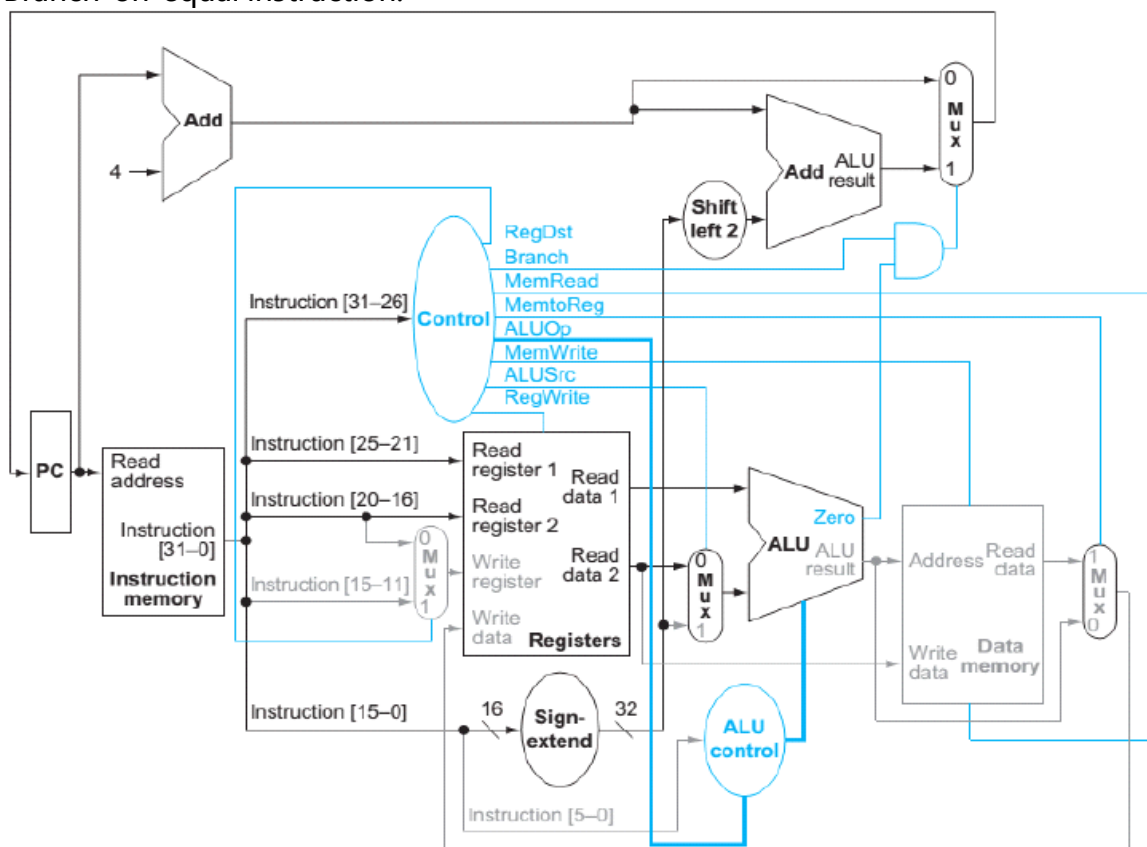 Branch-on-equal instruction.
Add
4
0
M
u
x
1
Add
ALU
result
Shift
left 2
RegDst
Branch
MemRead
MemtoReg
ALUOp
MemWrite
ALUSrc
RegWrite
Instruction [31–26]
Control
PC
Read
address
Instruction
[31–0]
Instruction
memory
Instruction [25–21]
Instruction [20–16]
Instruction [15–11]
0
M
u
x
1
Read
register 1
Read
register 2
Write
register
Write
data
Read
data 1
Read
data 2
Registers
0
M
u
x
1
Zero
ALU
ALU
result
Address
Read
data
Write
data
Data
memory
1
M
u
x
0
Instruction [15–0]
16
Sign-
extend
32
ALU
control
Instruction [5–0]